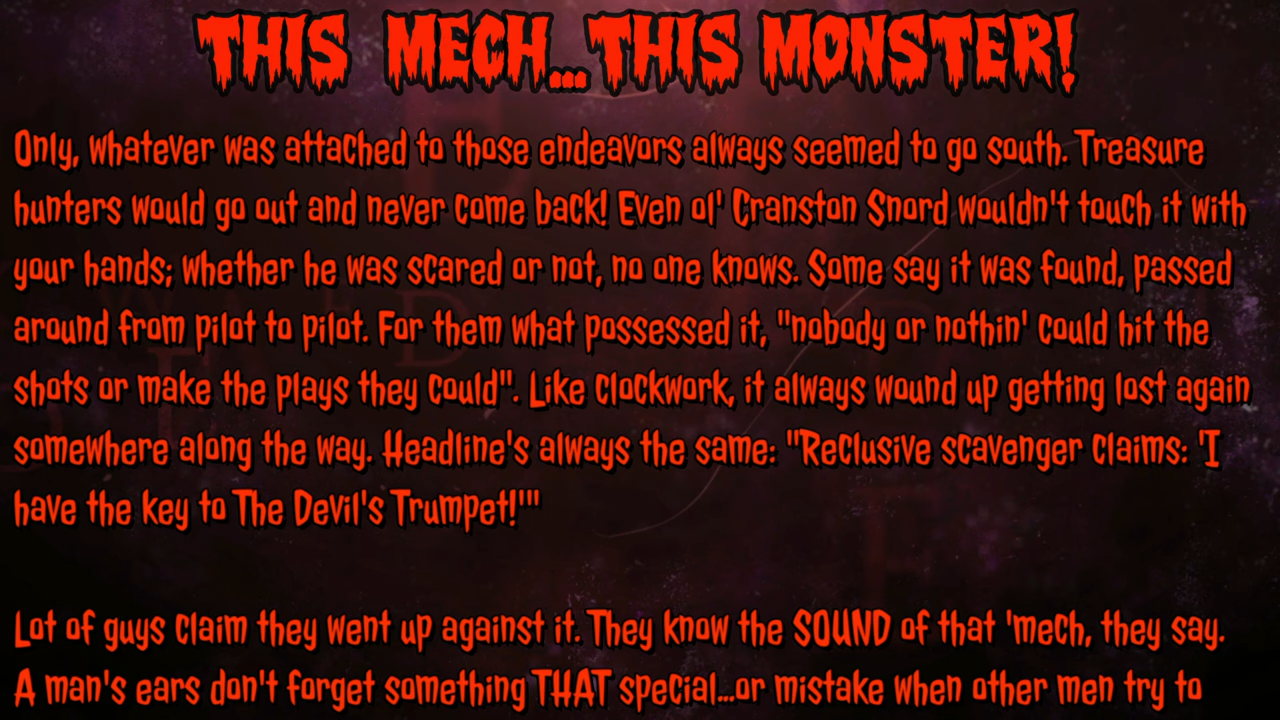 THIS MECH...THIS MONSTER!
Only, whatever was attached to those endeavors always seemed to go south. Treasure
hunters would go out and never come back! Even ol' Cranston Snord wouldn't touch it with
your hands; whether he was scared or not, no one knows. Some say it was found, passed
around from pilot to pilot. For them what possessed it, "nobody or nothin' could hit the
shots or make the plays they could". Like clockwork, it always wound up getting lost again
somewhere along the way. Headline's always the same: "Reclusive scavenger claims: 'I
have the key to The Devil's Trumpet!'"
Lot of guys claim they went up against it. They know the SOUND of that 'mech, they say.
A man's ears don't forget something THAT special...or mistake when other men try to